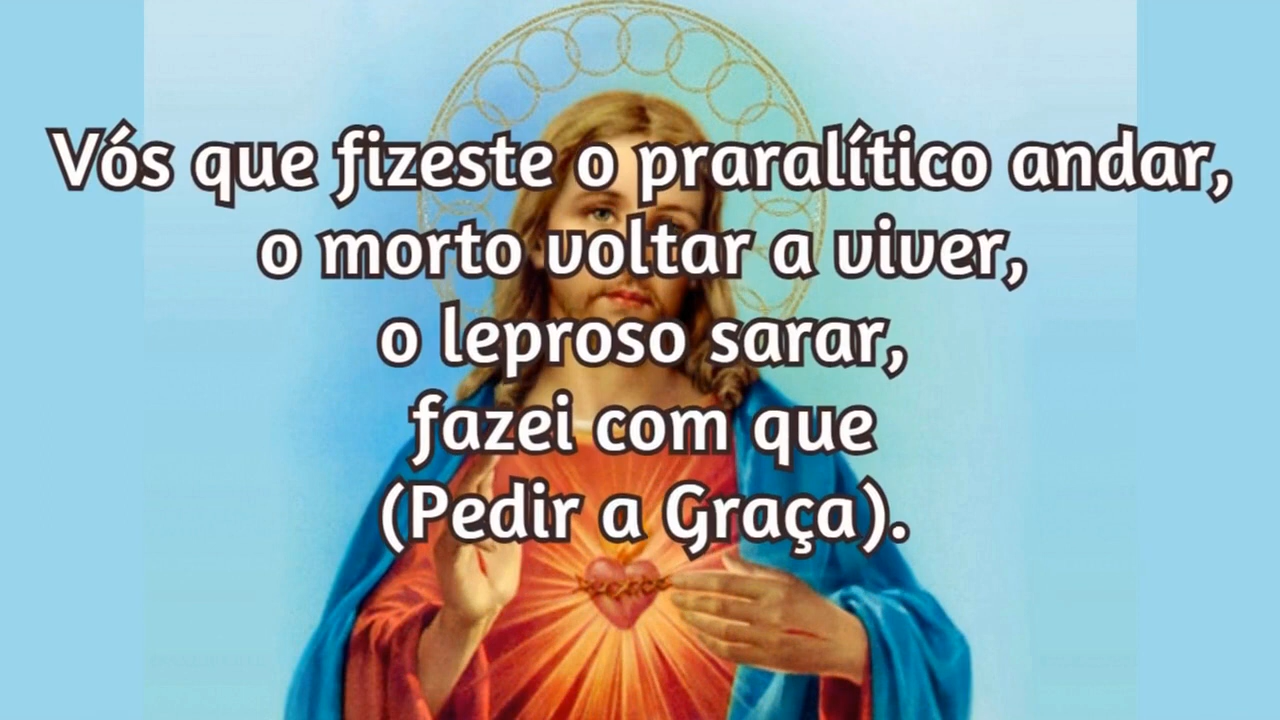 Vós que fizeste o praralítico andar,
o morto voltar a viver,
o leproso sarar,
fazei com que
(Pedir a Graça).